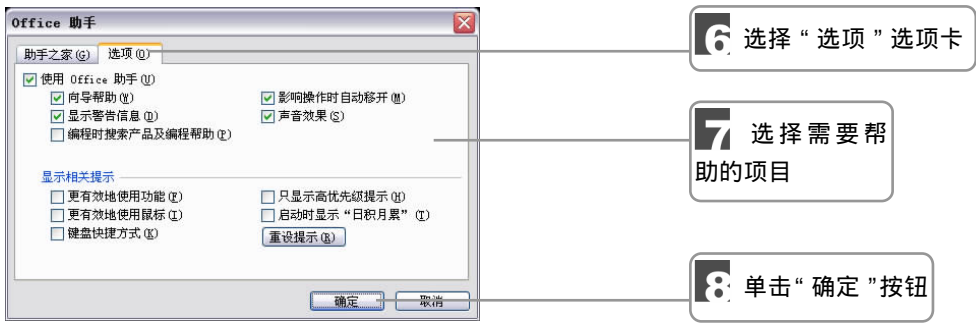 Office 助手
助手之家(G) 选项(O)
使用 Office 助手(U)
向导帮助(W) 影响操作时自动移开(M)
显示警告信息(D) 声音效果(S)
编程时搜索产品及编程帮助(P)
显示相关提示
更有效地使用功能(F) 只显示高优先级提示(H)
更有效地使用鼠标(I) 启动时显示“日积月累”(T)
键盘快捷方式(K) 重设提示(R)
确定 取消
6 选择“选项”选项卡
7 选择需要帮
助的项目
8 单击“确定”按钮